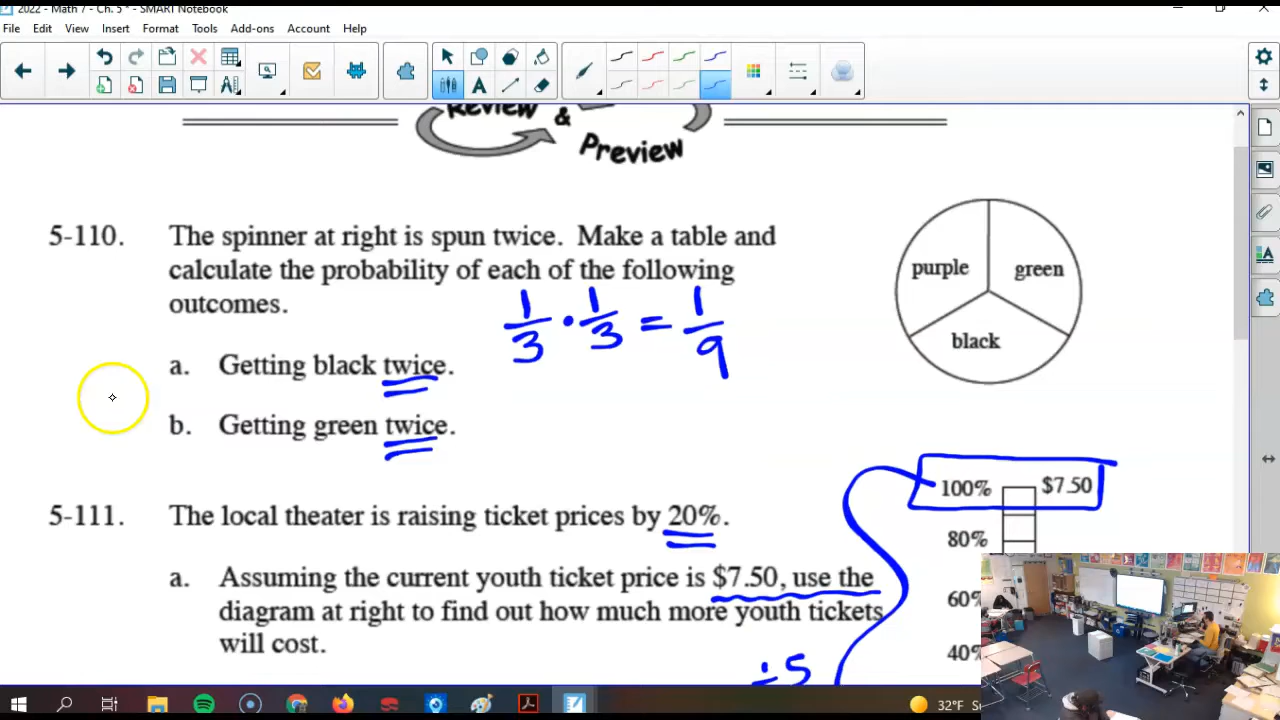 2022 - Math 7 - Ch. 5 * - SMART Notebook
File Edit View Insert Format Tools Add-ons Account Help
Review &
Preview
5-110. The spinner at right is spun twice. Make a table and
calculate the probability of each of the following
outcomes.
1/3 · 1/3 = 1/9
a. Getting black twice.
b. Getting green twice.
purple green
black
5-111. The local theater is raising ticket prices by 20%.
a. Assuming the current youth ticket price is $7.50, use the
diagram at right to find out how much more youth tickets
will cost.
÷5
100% $7.50
80%
60%
40%
32°F